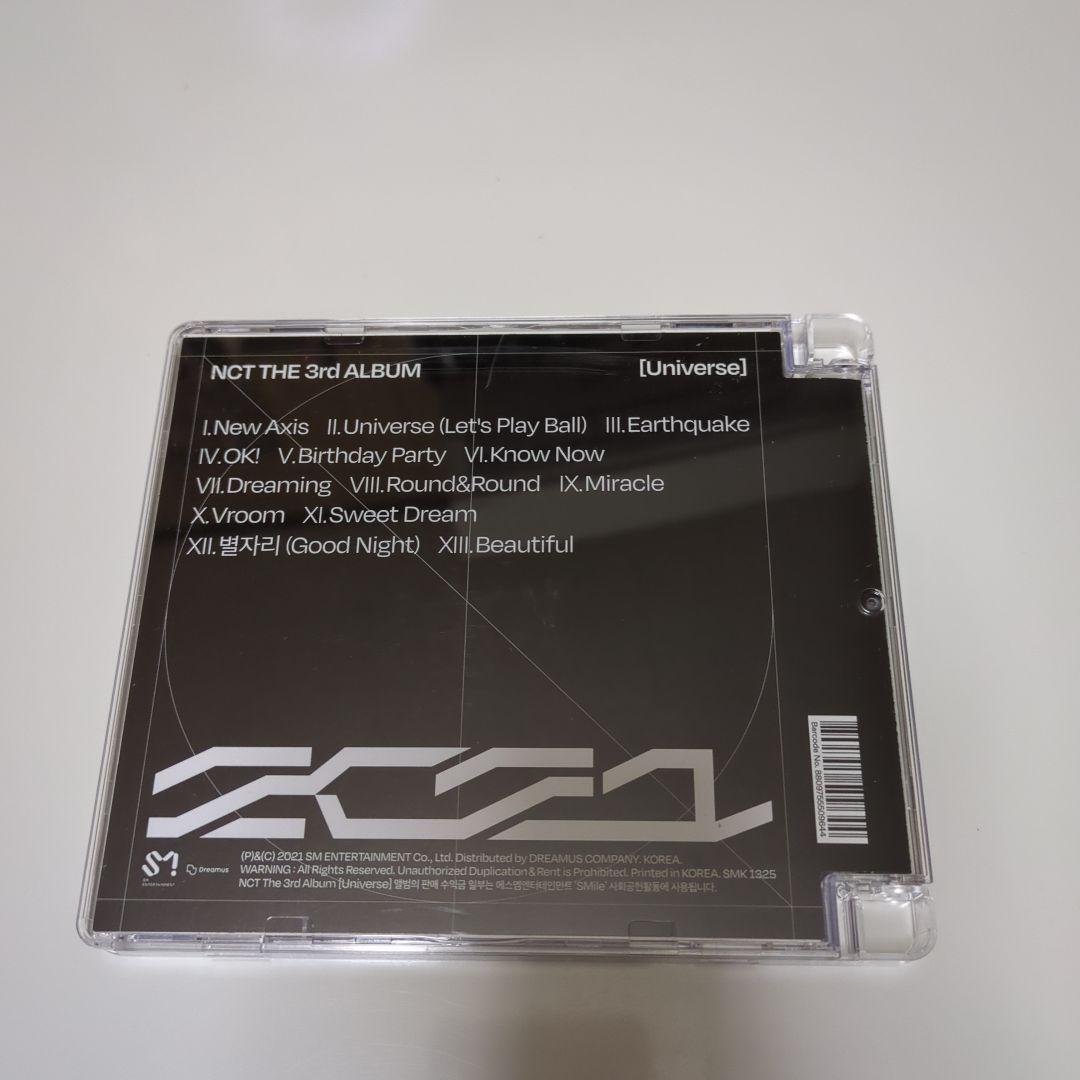 NCT THE 3rd ALBUM [Universe]
I.New Axis II.Universe (Let's Play Ball) III.Earthquake
IV.OK! V.Birthday Party VI.Know Now
VII.Dreaming VIII.Round&Round IX.Miracle
X.Vroom XI.Sweet Dream
XII.별자리 (Good Night) XIII.Beautiful
Barcode No. 8809755509644
2021
SM ENTERTAINMENT
Dreamus
(P)&(C) 2021 SM ENTERTAINMENT Co., Ltd. Distributed by DREAMUS COMPANY. KOREA.
WARNING : All Rights Reserved. Unauthorized Duplication & Rent is Prohibited. Printed in KOREA. SMK 1325
NCT The 3rd Album [Universe] 앨범의 판매 수익금 일부는 에스엠엔터테인먼트 'SMile' 사회공헌활동에 사용됩니다.